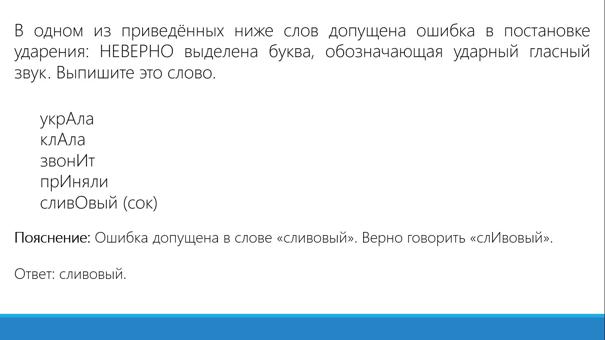 В одном из приведённых ниже слов допущена ошибка в постановке
ударения: НЕВЕРНО выделена буква, обозначающая ударный гласный
звук. Выпишите это слово.
укрАла
клАла
звонИт
прИняли
сливОвый (сок)
Пояснение: Ошибка допущена в слове «сливовый». Верно говорить «слИвовый».
Ответ: сливовый.